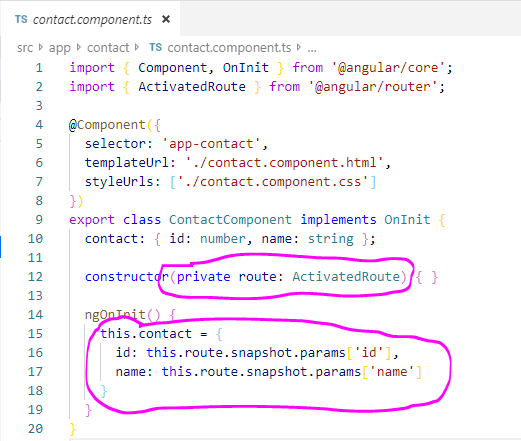 TS contact.component.ts ×
src > app > contact > TS contact.component.ts > ...
1 import { Component, OnInit } from '@angular/core';
2 import { ActivatedRoute } from '@angular/router';
3
4 @Component({
5   selector: 'app-contact',
6   templateUrl: './contact.component.html',
7   styleUrls: ['./contact.component.css']
8 })
9 export class ContactComponent implements OnInit {
10   contact: { id: number, name: string };
11
12   constructor(private route: ActivatedRoute) { }
13
14   ngOnInit() {
15     this.contact = {
16       id: this.route.snapshot.params['id'],
17       name: this.route.snapshot.params['name']
18     }
19   }
20 }